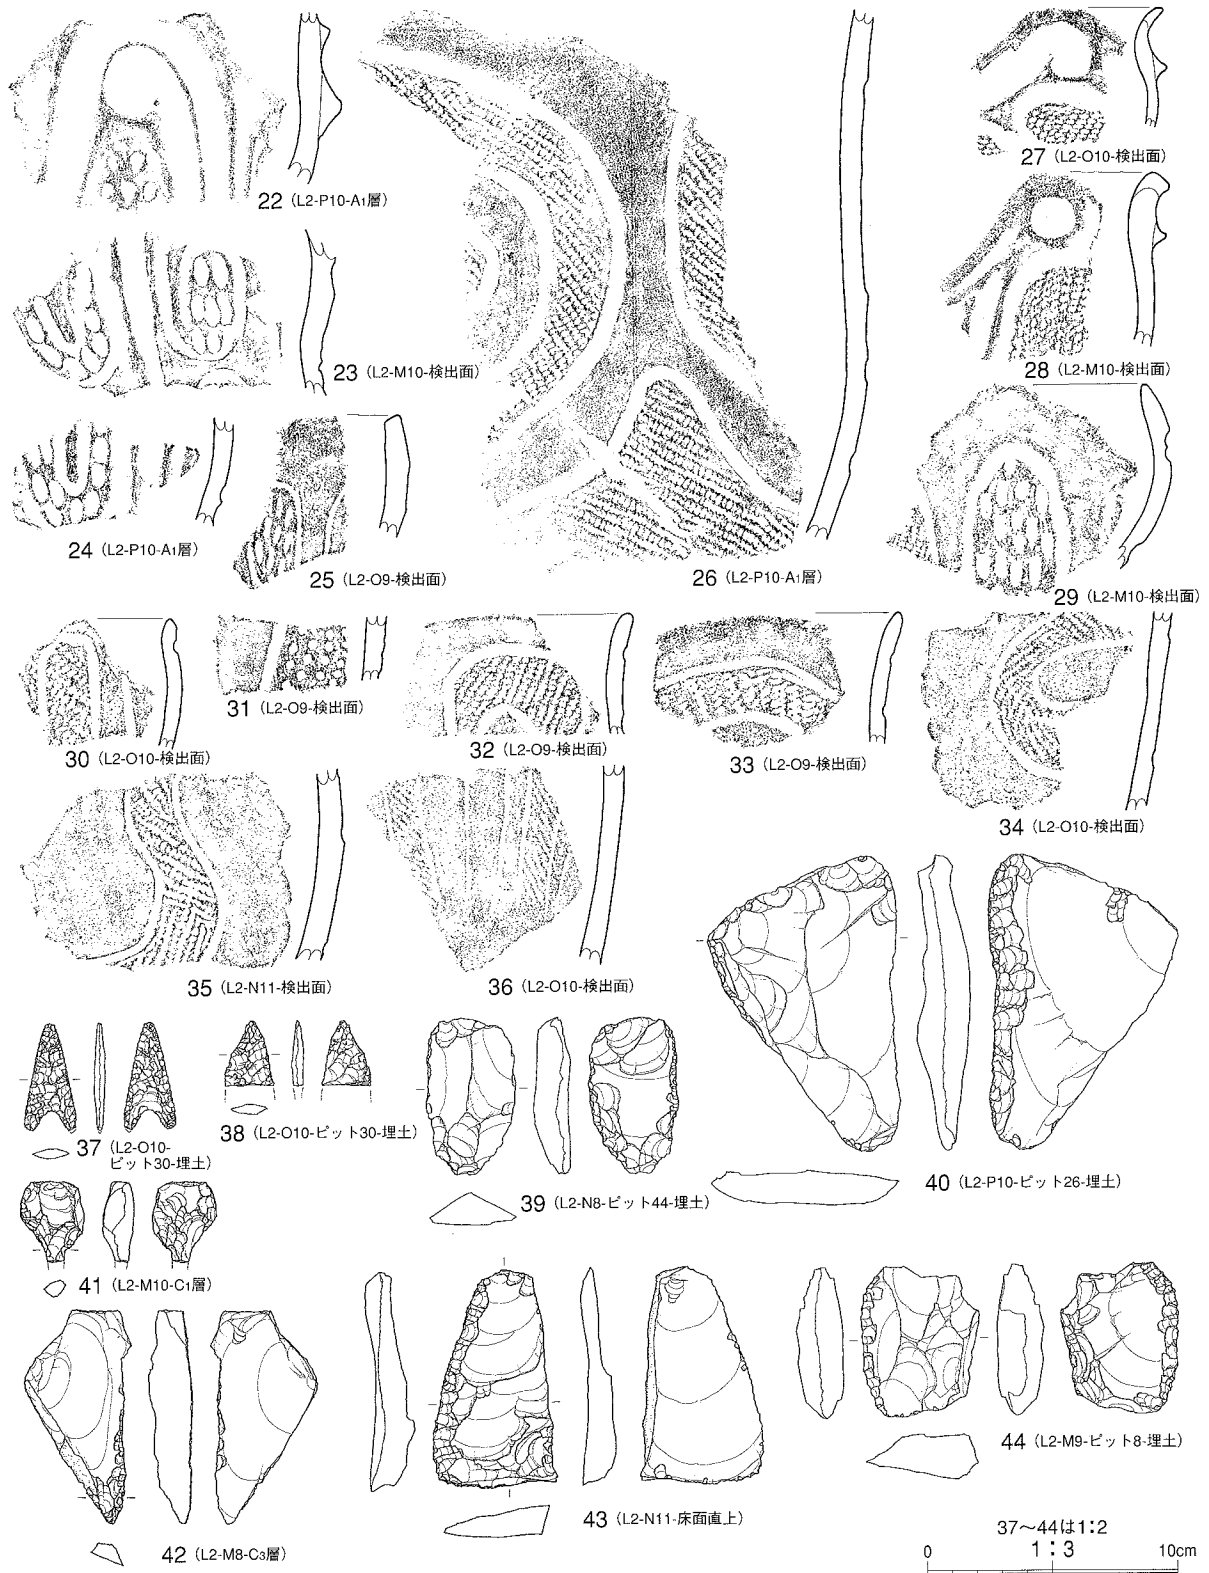 22 (L2-P10-A1層)
23 (L2-M10-検出面)
24 (L2-P10-A1層)
25 (L2-O9-検出面)
26 (L2-P10-A1層)
27 (L2-O10-検出面)
28 (L2-M10-検出面)
29 (L2-M10-検出面)
30 (L2-O10-検出面)
31 (L2-O9-検出面)
32 (L2-O9-検出面)
33 (L2-O9-検出面)
34 (L2-O10-検出面)
35 (L2-N11-検出面)
36 (L2-O10-検出面)
37 (L2-O10-
ピット30-埋土)
38 (L2-O10-ピット30-埋土)
39 (L2-N8-ピット44-埋土)
40 (L2-P10-ピット26-埋土)
41 (L2-M10-C1層)
42 (L2-M8-C3層)
43 (L2-N11-床面直上)
44 (L2-M9-ピット8-埋土)
37〜44は1:2
1:3
0 10cm